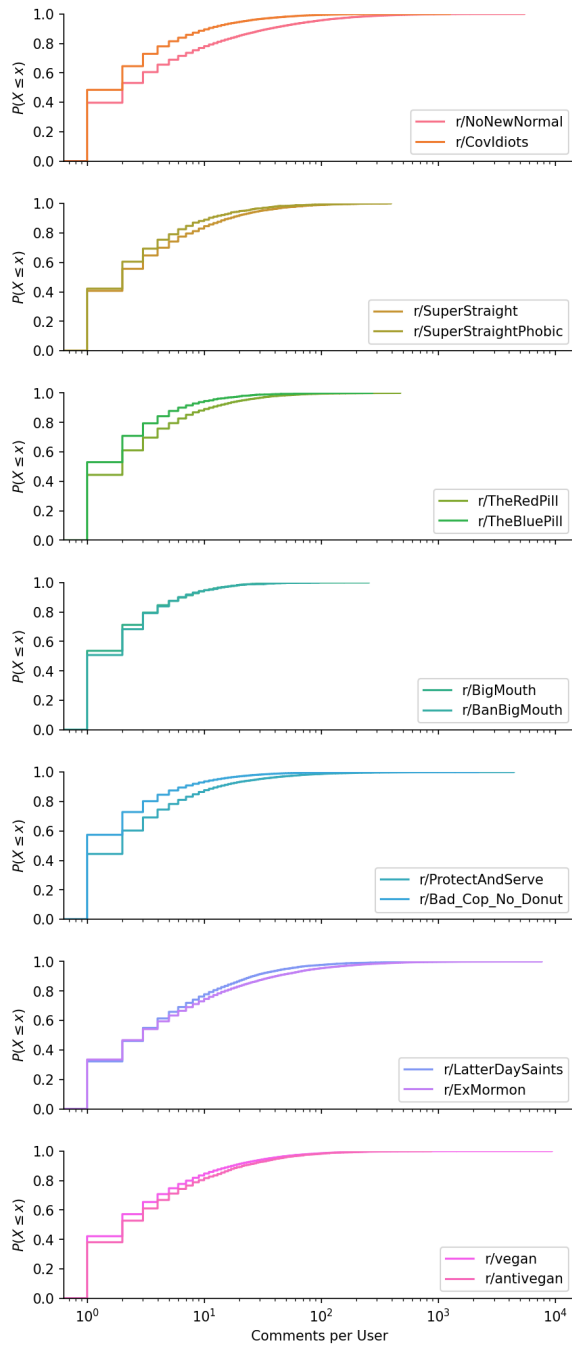 P(X ≤ x)
1.0
0.8
0.6
0.4
0.2
0.0
r/NoNewNormal
r/CovIdiots
P(X ≤ x)
1.0
0.8
0.6
0.4
0.2
0.0
r/SuperStraight
r/SuperStraightPhobic
P(X ≤ x)
1.0
0.8
0.6
0.4
0.2
0.0
r/TheRedPill
r/TheBluePill
P(X ≤ x)
1.0
0.8
0.6
0.4
0.2
0.0
r/BigMouth
r/BanBigMouth
P(X ≤ x)
1.0
0.8
0.6
0.4
0.2
0.0
r/ProtectAndServe
r/Bad_Cop_No_Donut
P(X ≤ x)
1.0
0.8
0.6
0.4
0.2
0.0
r/LatterDaySaints
r/ExMormon
P(X ≤ x)
1.0
0.8
0.6
0.4
0.2
0.0
r/vegan
r/antivegan
10⁰ 10¹ 10² 10³ 10⁴
Comments per User